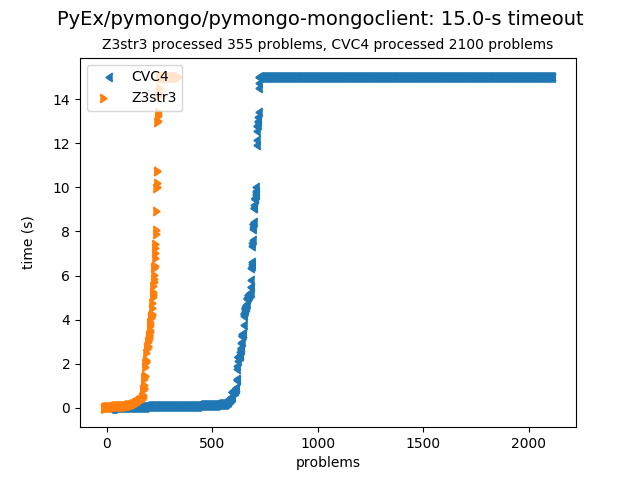 PyEx/pymongo/pymongo-mongoclient: 15.0-s timeout
Z3str3 processed 355 problems, CVC4 processed 2100 problems
CVC4
Z3str3
14
12
10
8
6
4
2
0
time (s)
0 500 1000 1500 2000
problems